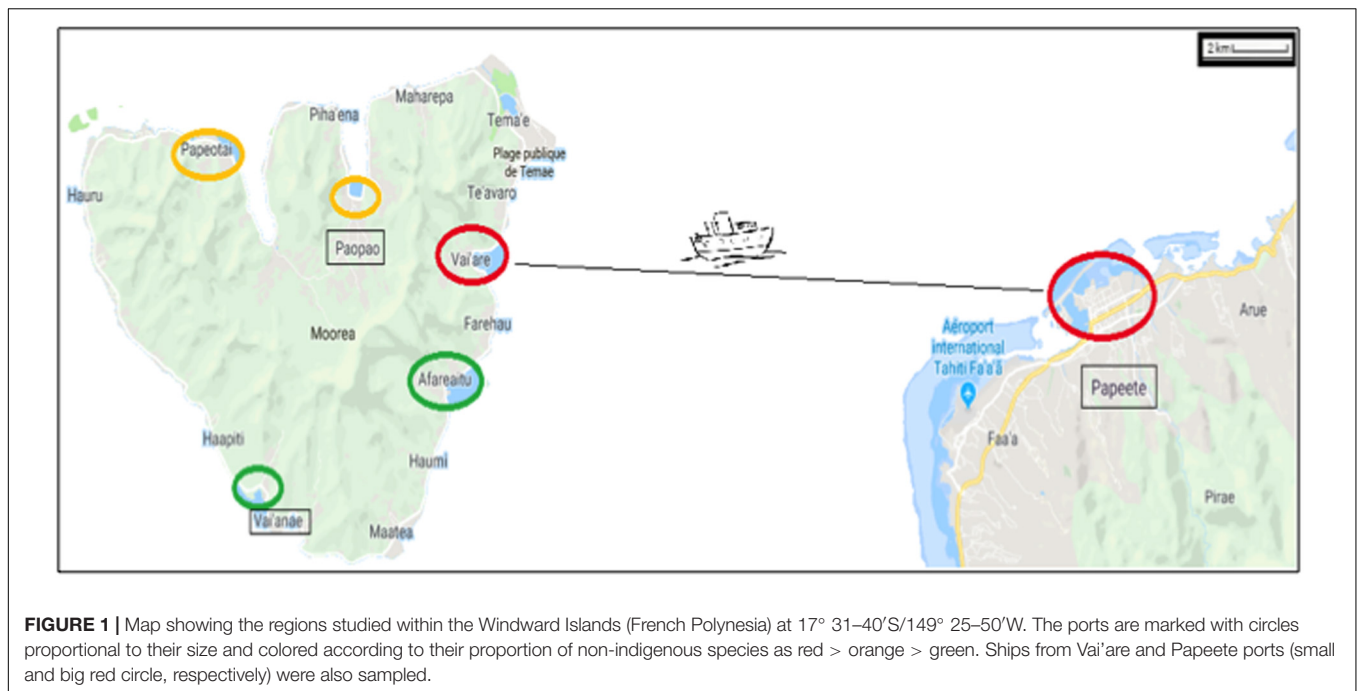 2 km
Maharepa
Piha'ena
Tema'e
Papeotai
Plage publique
de Temae
Hauru
Te'avaro
Paopao
Vai'are
Moorea
Farehau
Afareaitu
Haapiti
Haumi
Vai'anae
Maatea
Aéroport
international
Tahiti Fa'a'ā
Arue
Papeete
Faa'a
Pirae
FIGURE 1 | Map showing the regions studied within the Windward Islands (French Polynesia) at 17° 31–40′S/149° 25–50′W. The ports are marked with circles
proportional to their size and colored according to their proportion of non-indigenous species as red > orange > green. Ships from Vai'are and Papeete ports (small
and big red circle, respectively) were also sampled.